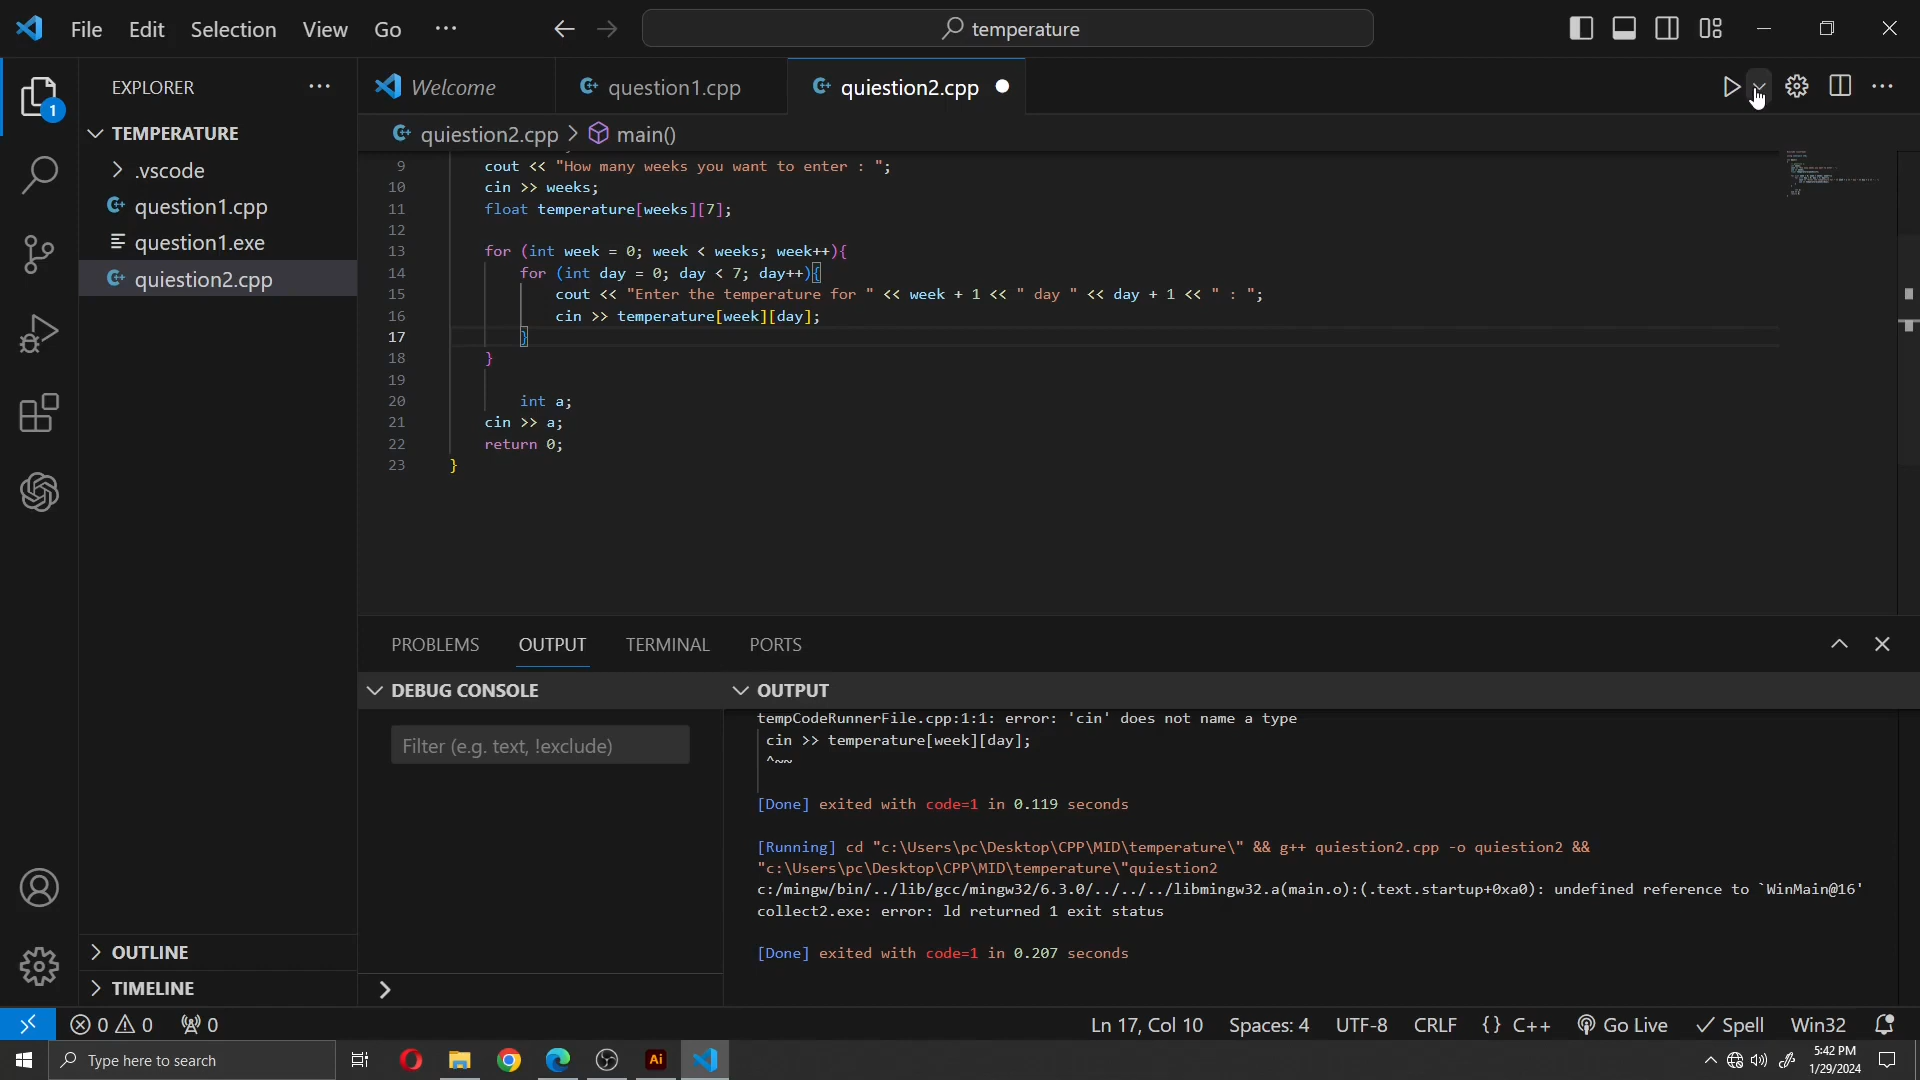 File Edit Selection View Go ···
temperature
EXPLORER ···
TEMPERATURE
.vscode
question1.cpp
question1.exe
quiestion2.cpp
OUTLINE
TIMELINE
Welcome
question1.cpp
quiestion2.cpp
quiestion2.cpp > main()
9 cout << "How many weeks you want to enter : ";
10 cin >> weeks;
11 float temperature[weeks][7];
12
13 for (int week = 0; week < weeks; week++){
14 for (int day = 0; day < 7; day++){
15 cout << "Enter the temperature for " << week + 1 << " day " << day + 1 << " : ";
16 cin >> temperature[week][day];
17 }
18 }
19
20 int a;
21 cin >> a;
22 return 0;
23 }
PROBLEMS OUTPUT TERMINAL PORTS
DEBUG CONSOLE
Filter (e.g. text, !exclude)
OUTPUT
tempCodeRunnerFile.cpp:1:1: error: 'cin' does not name a type
cin >> temperature[week][day];
^~~
[Done] exited with code=1 in 0.119 seconds
[Running] cd "c:\Users\pc\Desktop\CPP\MID\temperature\" && g++ quiestion2.cpp -o quiestion2 &&
"c:\Users\pc\Desktop\CPP\MID\temperature\"quiestion2
c:/mingw/bin/../lib/gcc/mingw32/6.3.0/../../../libmingw32.a(main.o):(.text.startup+0xa0): undefined reference to `WinMain@16'
collect2.exe: error: ld returned 1 exit status
[Done] exited with code=1 in 0.207 seconds
1
0 0 0 Ln 17, Col 10 Spaces: 4 UTF-8 CRLF {} C++ Go Live Spell Win32
Type here to search
Ai
5:42 PM
1/29/2024